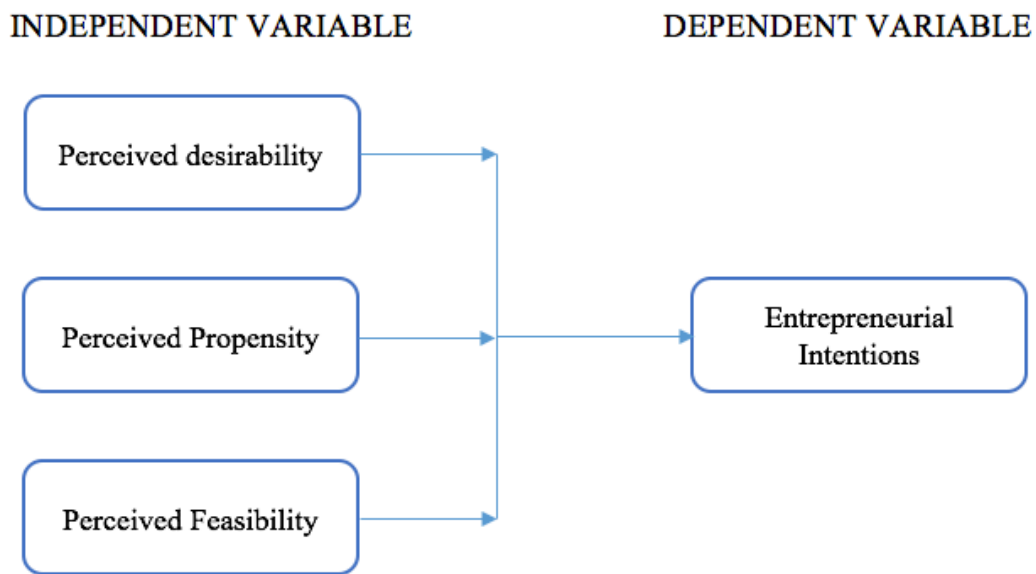 INDEPENDENT VARIABLE
DEPENDENT VARIABLE
Perceived desirability
Perceived Propensity
Entrepreneurial
Intentions
Perceived Feasibility